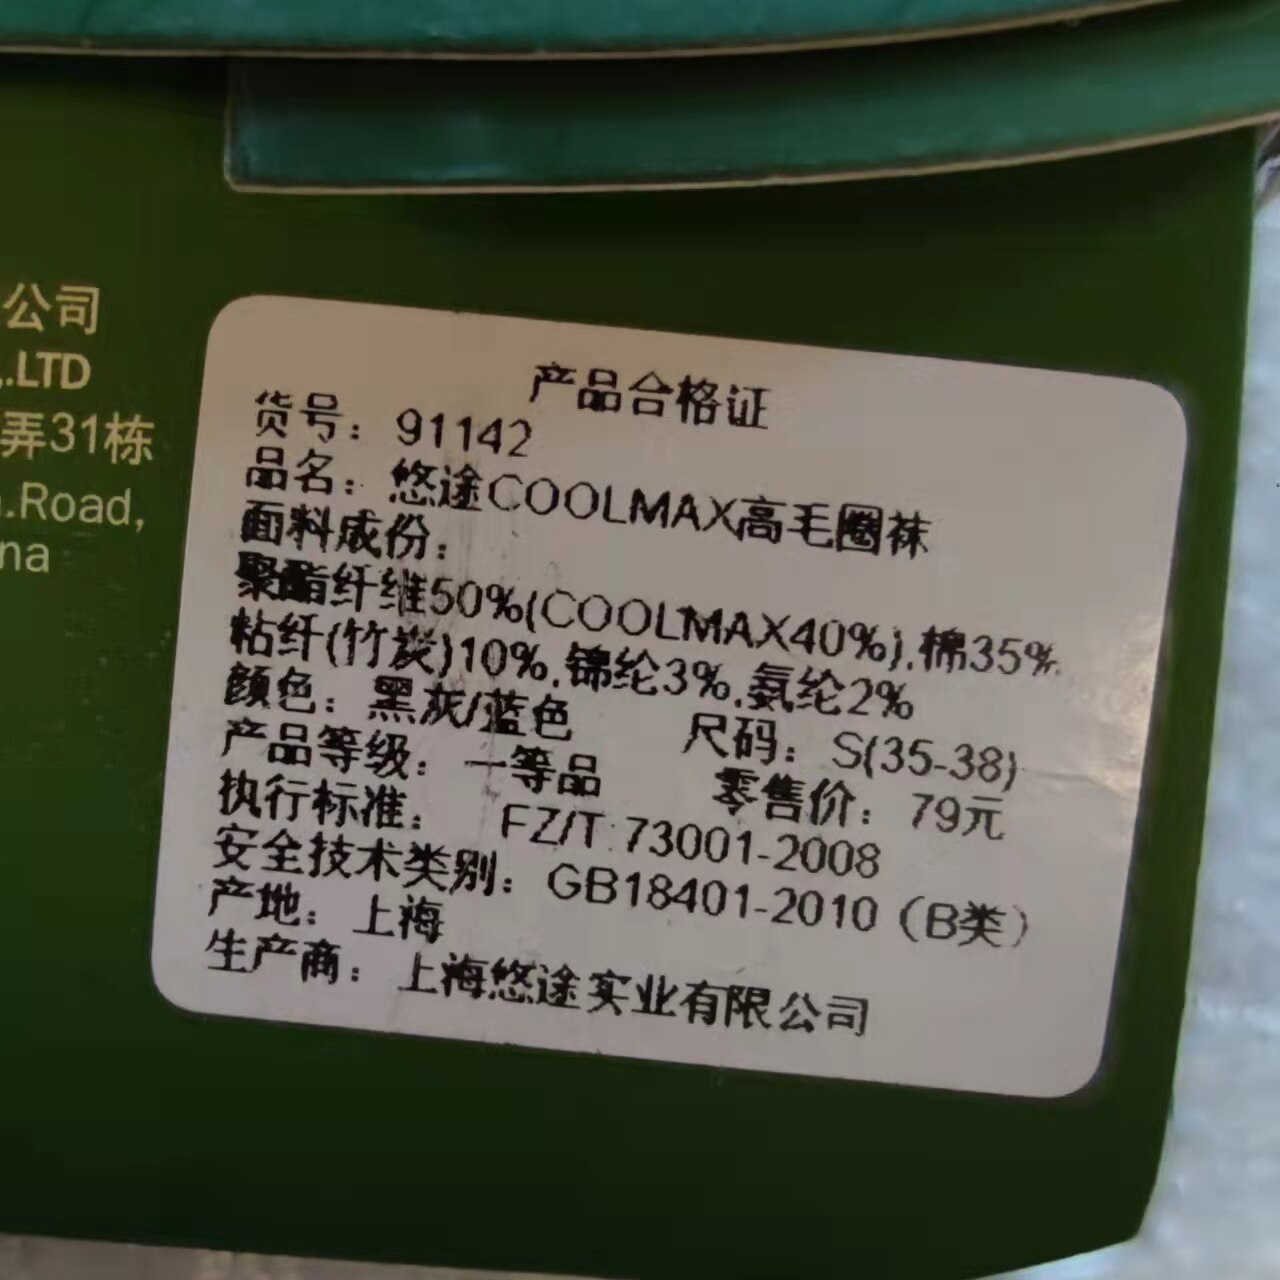 公司
.LTD
弄31栋
.Road,
na
产品合格证
货号：91142
品名：悠途COOLMAX高毛圈袜
面料成份：
聚酯纤维50%(COOLMAX40%),棉35%,
粘纤(竹炭)10%,锦纶3%,氨纶2%
颜色：黑灰/蓝色 尺码：S(35-38)
产品等级：一等品 零售价：79元
执行标准： FZ/T 73001-2008
安全技术类别：GB18401-2010（B类）
产地：上海
生产商：上海悠途实业有限公司